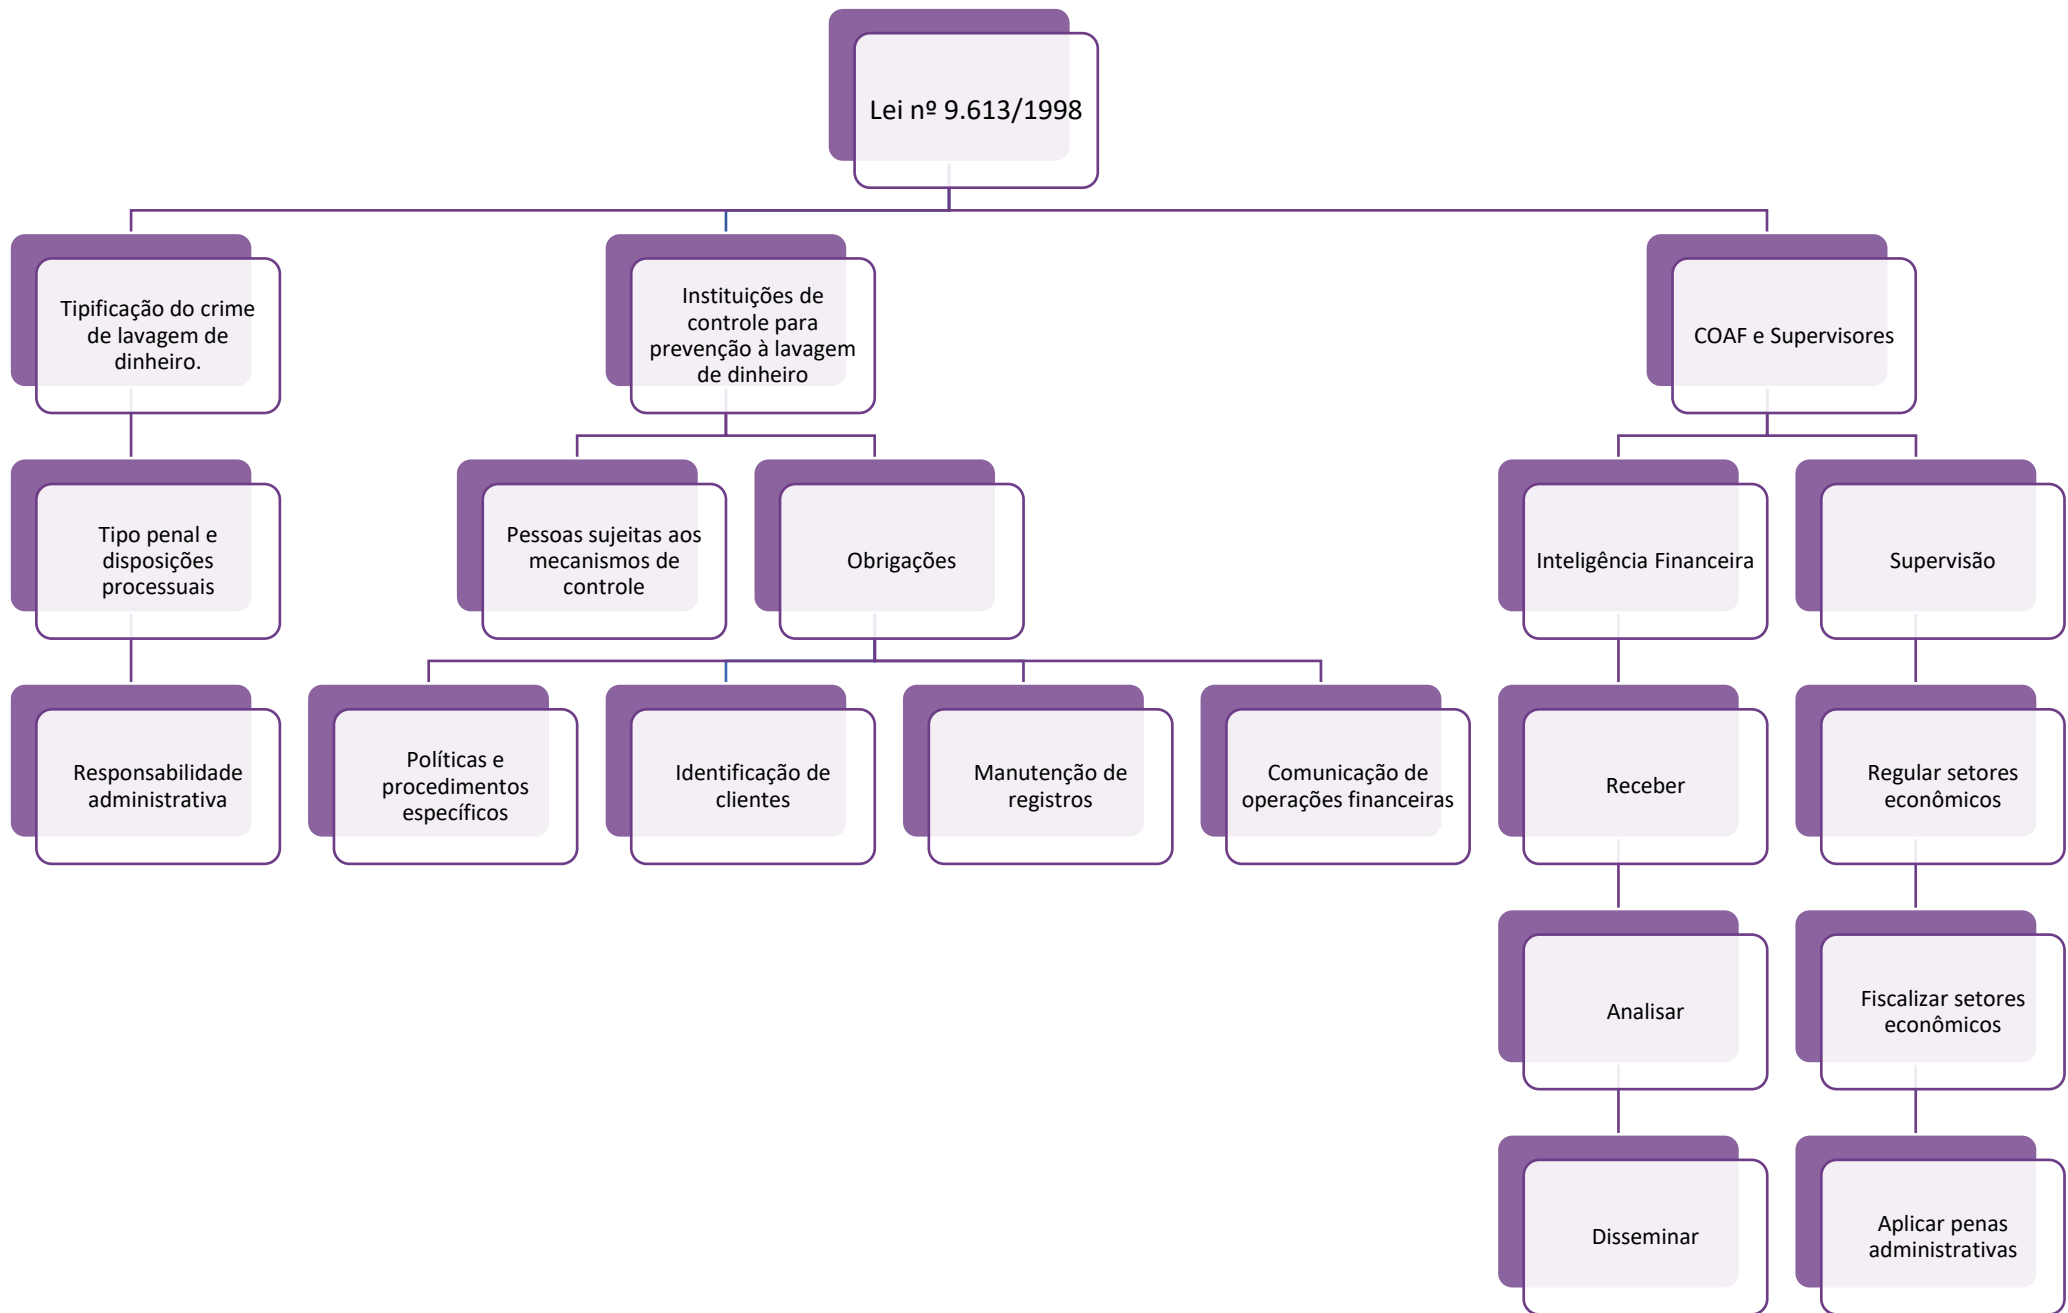 Lei nº 9.613/1998
Tipificação do crime
de lavagem de
dinheiro.
Instituições de
controle para
prevenção à lavagem
de dinheiro
COAF e Supervisores
Tipo penal e
disposições
processuais
Pessoas sujeitas aos
mecanismos de
controle
Obrigações
Inteligência Financeira
Supervisão
Responsabilidade
administrativa
Políticas e
procedimentos
específicos
Identificação de
clientes
Manutenção de
registros
Comunicação de
operações financeiras
Receber
Regular setores
econômicos
Analisar
Fiscalizar setores
econômicos
Disseminar
Aplicar penas
administrativas